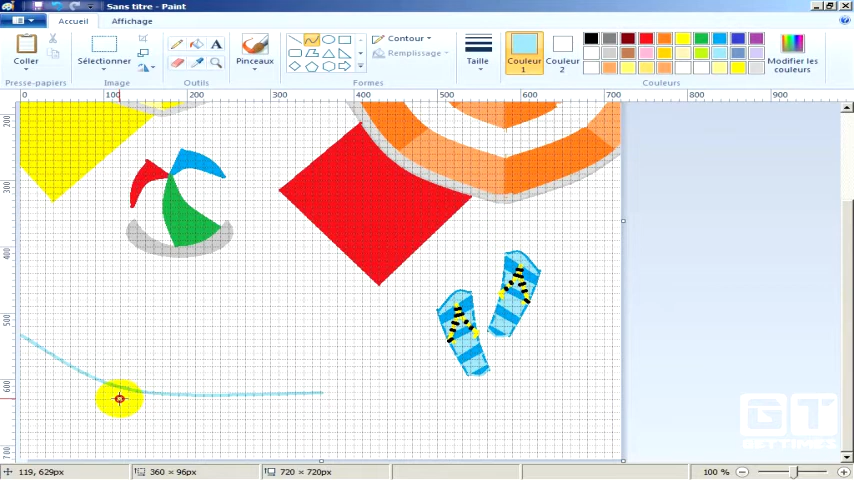 Sans titre - Paint
Accueil Affichage
Coller Sélectionner A Pinceaux Contour Remplissage Taille Couleur 1 Couleur 2 Modifier les couleurs
Presse-papiers Image Outils Formes Couleurs
0 100 200 300 400 500 600 700 800 900
200
300
400
500
600
700
GT
GETTIMES
119, 629px 360 × 96px 720 × 720px 100 %